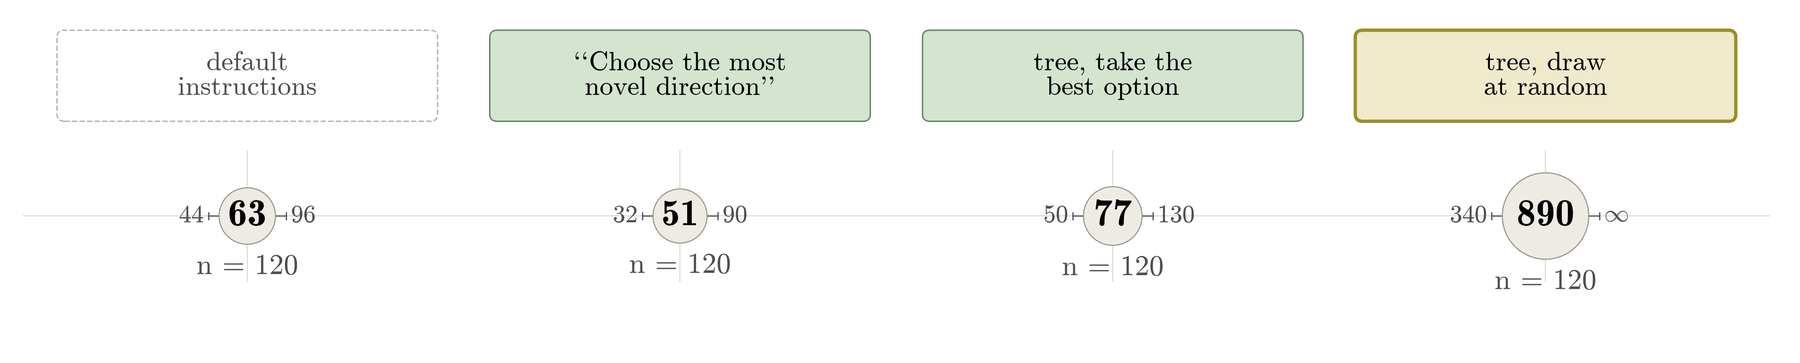 default
instructions
‘‘Choose the most
novel direction’’
tree, take the
best option
tree, draw
at random
44 63 96
32 51 90
50 77 130
340 890 ∞
n = 120
n = 120
n = 120
n = 120